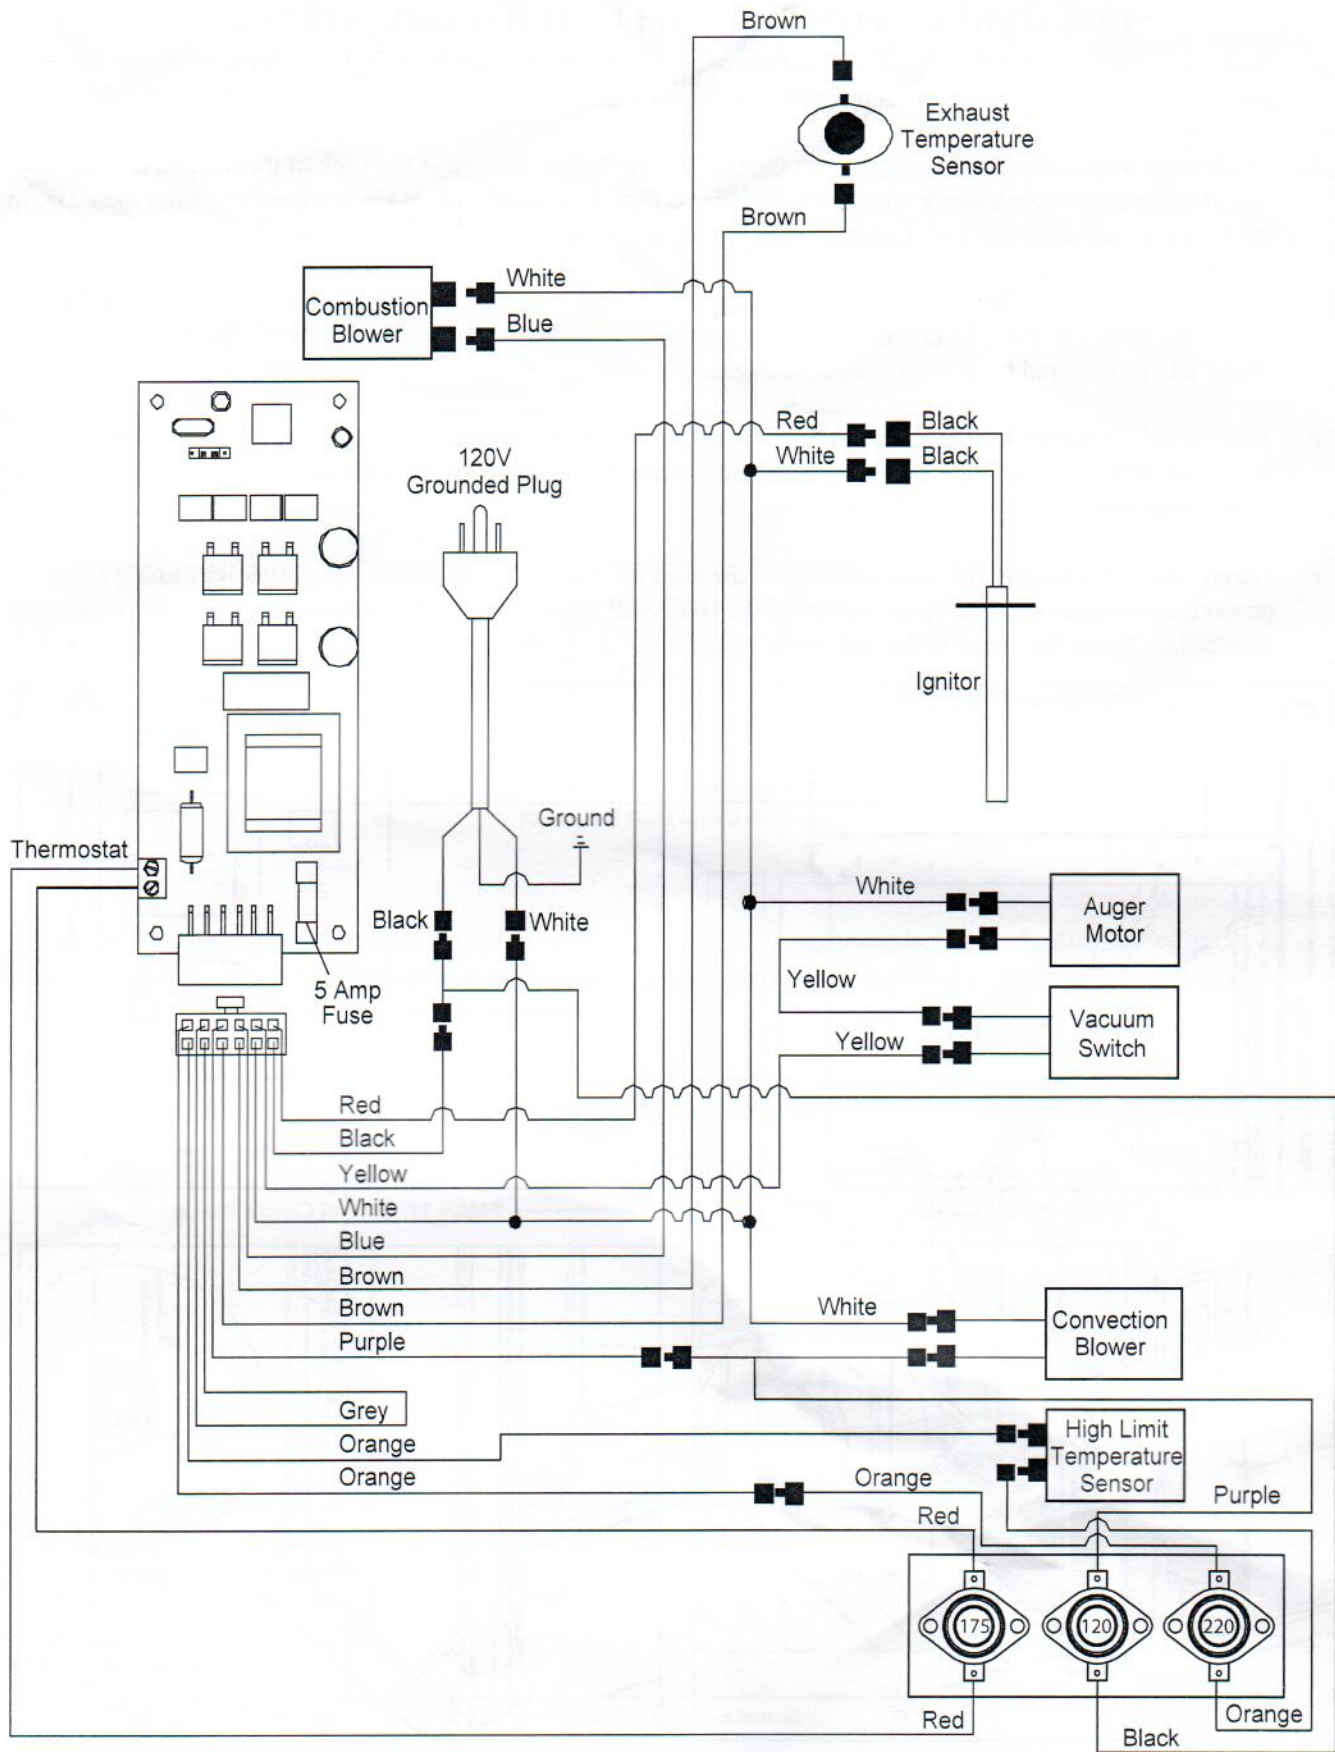 Brown
Exhaust
Temperature
Sensor
Brown
White
Combustion
Blower
Blue
Red
Black
White
Black
120V
Grounded Plug
Ignitor
Ground
Thermostat
White
Auger
Motor
Black
White
Yellow
5 Amp
Fuse
Vacuum
Switch
Yellow
Red
Black
Yellow
White
Blue
Brown
Brown
Purple
White
Convection
Blower
Grey
Orange
Orange
High Limit
Temperature
Sensor
Orange
Purple
Red
175
120
220
Red
Orange
Black